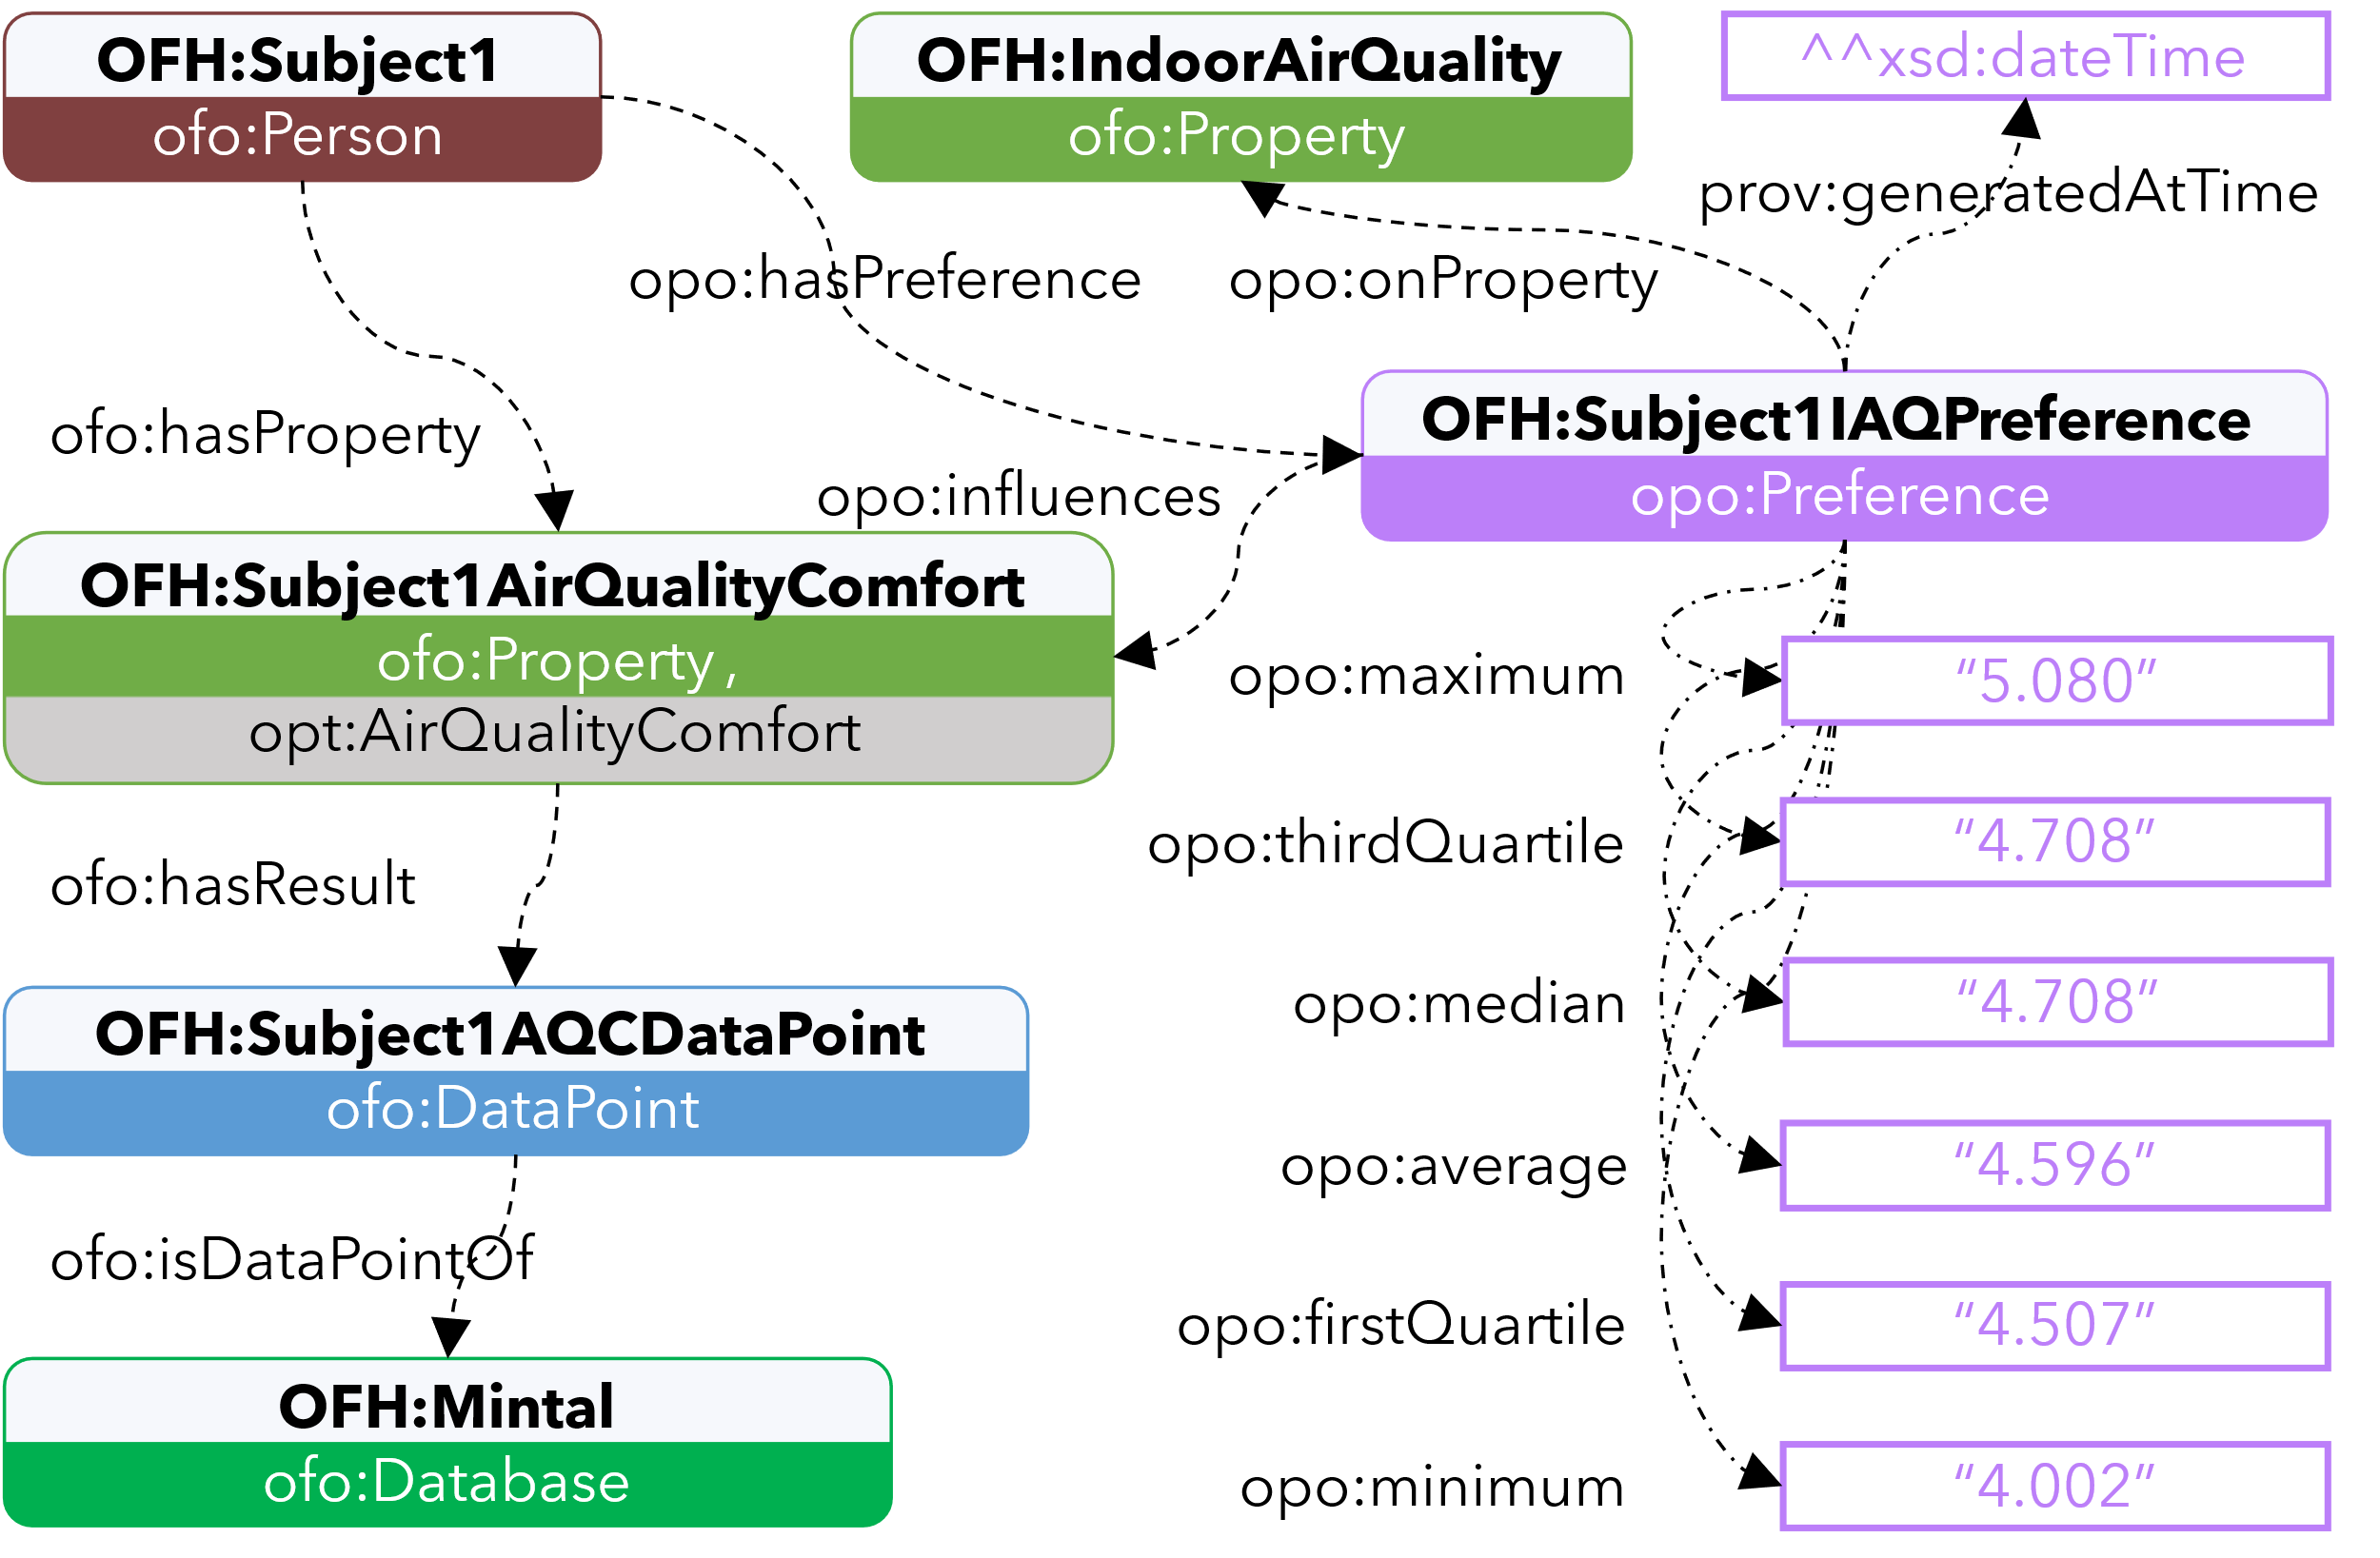 OFH:Subject1
ofo:Person
OFH:IndoorAirQuality
ofo:Property
^^xsd:dateTime
prov:generatedAtTime
opo:hasPreference
opo:onProperty
ofo:hasProperty
OFH:Subject1IAQPreference
opo:Preference
opo:influences
OFH:Subject1AirQualityComfort
ofo:Property,
opt:AirQualityComfort
opo:maximum
“5.080”
opo:thirdQuartile
“4.708”
ofo:hasResult
opo:median
“4.708”
OFH:Subject1AQCDataPoint
ofo:DataPoint
opo:average
“4.596”
ofo:isDataPointOf
opo:firstQuartile
“4.507”
OFH:Mintal
ofo:Database
opo:minimum
“4.002”